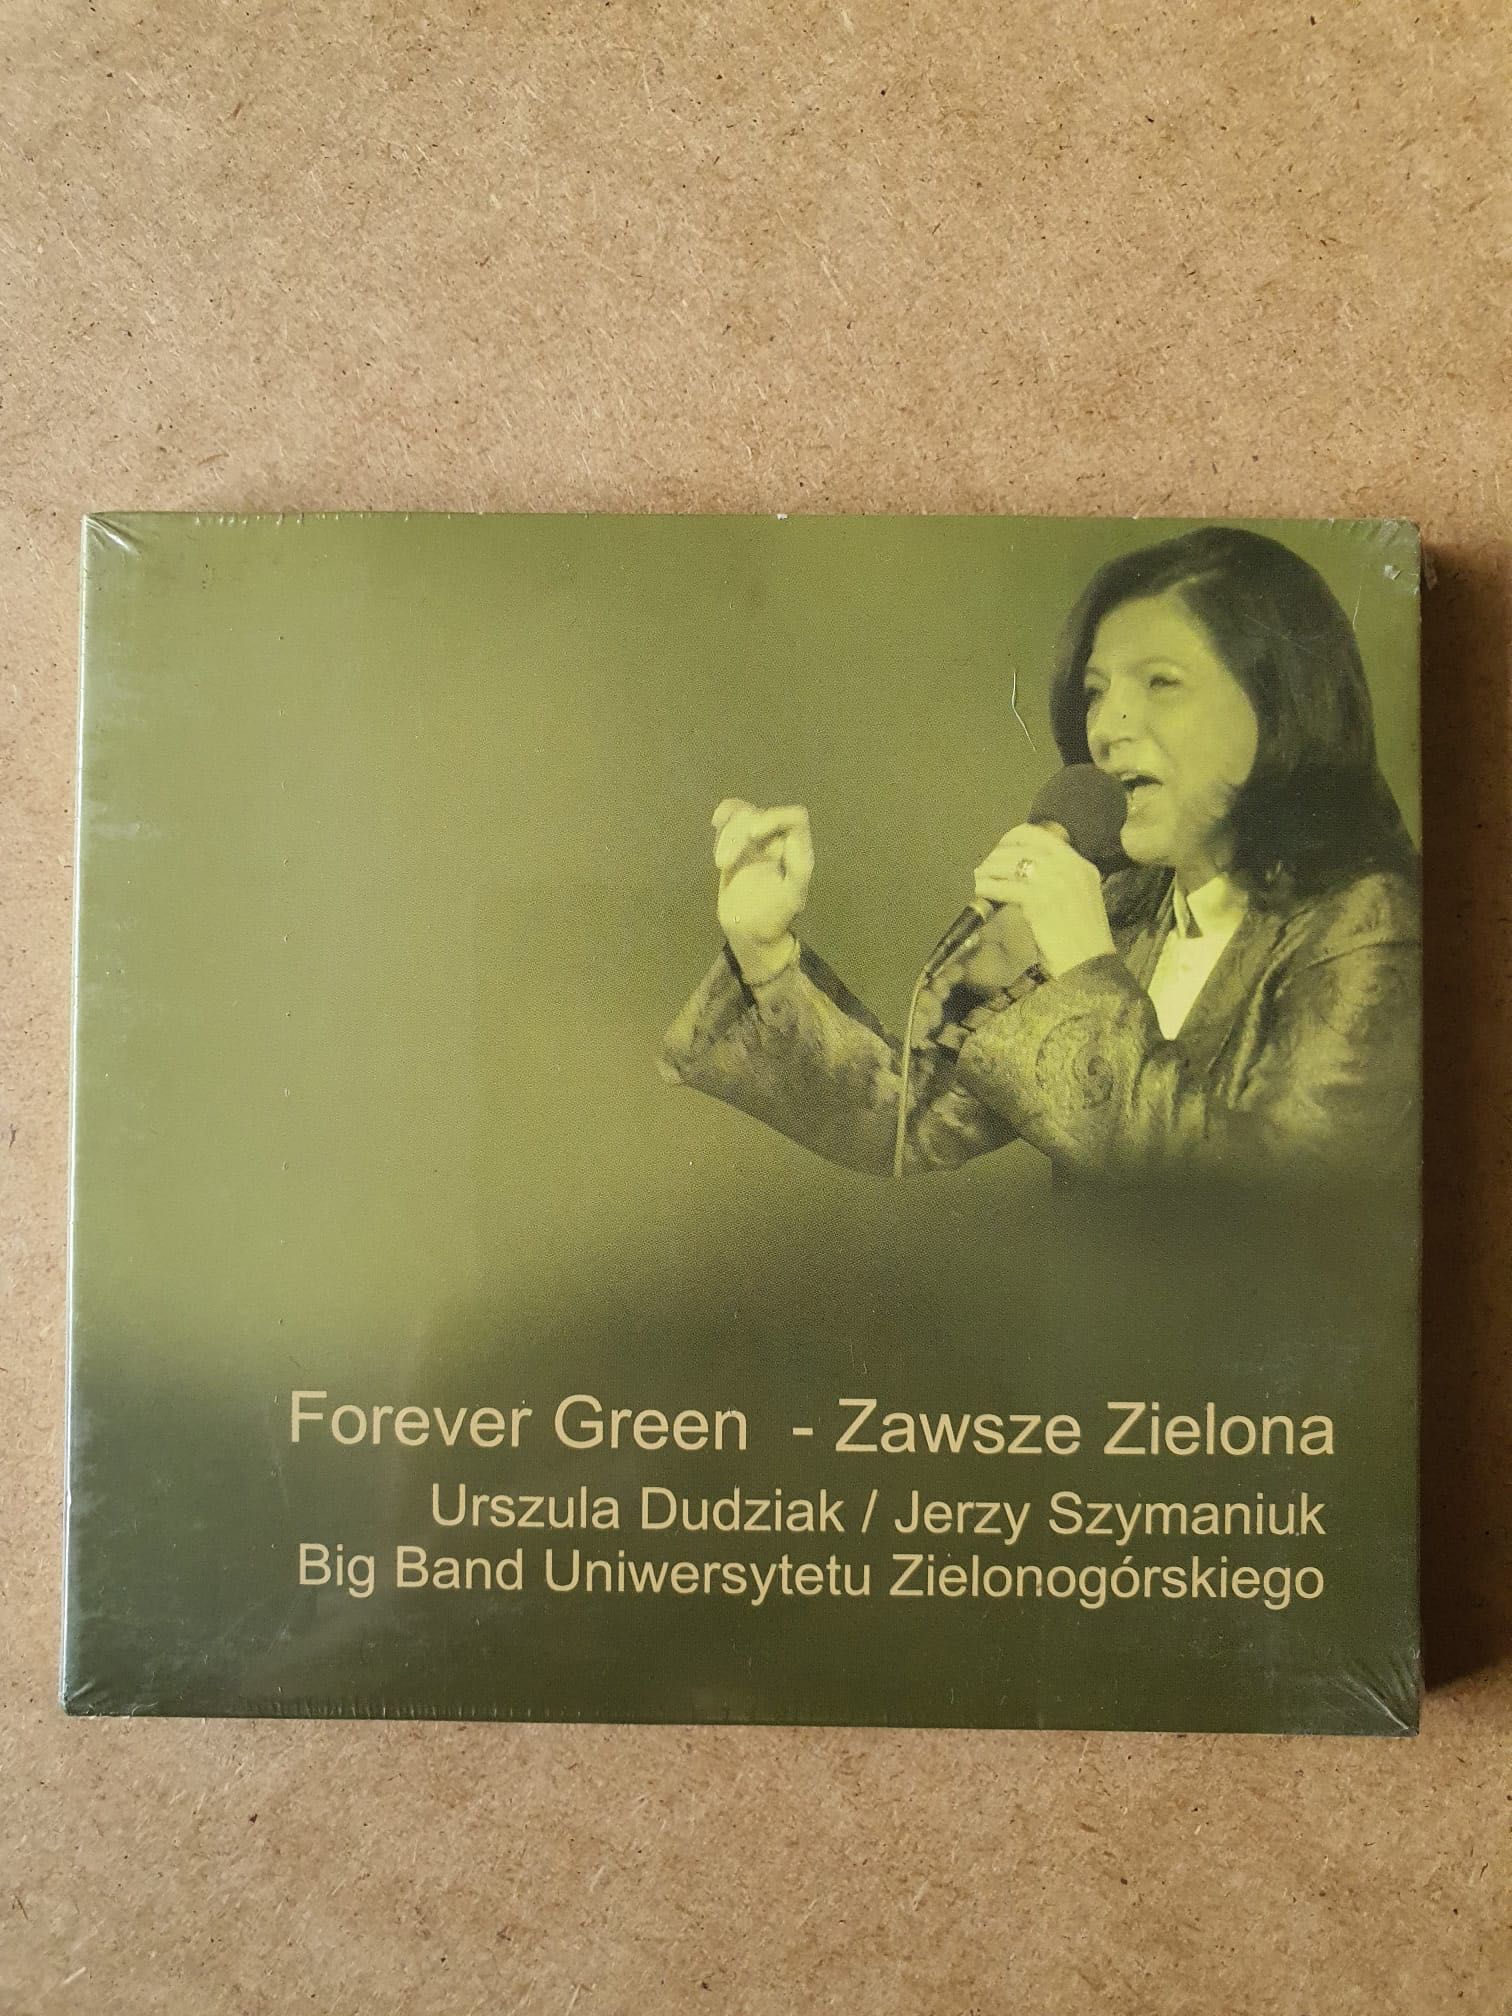 Forever Green - Zawsze Zielona
Urszula Dudziak / Jerzy Szymaniuk
Big Band Uniwersytetu Zielonogórskiego